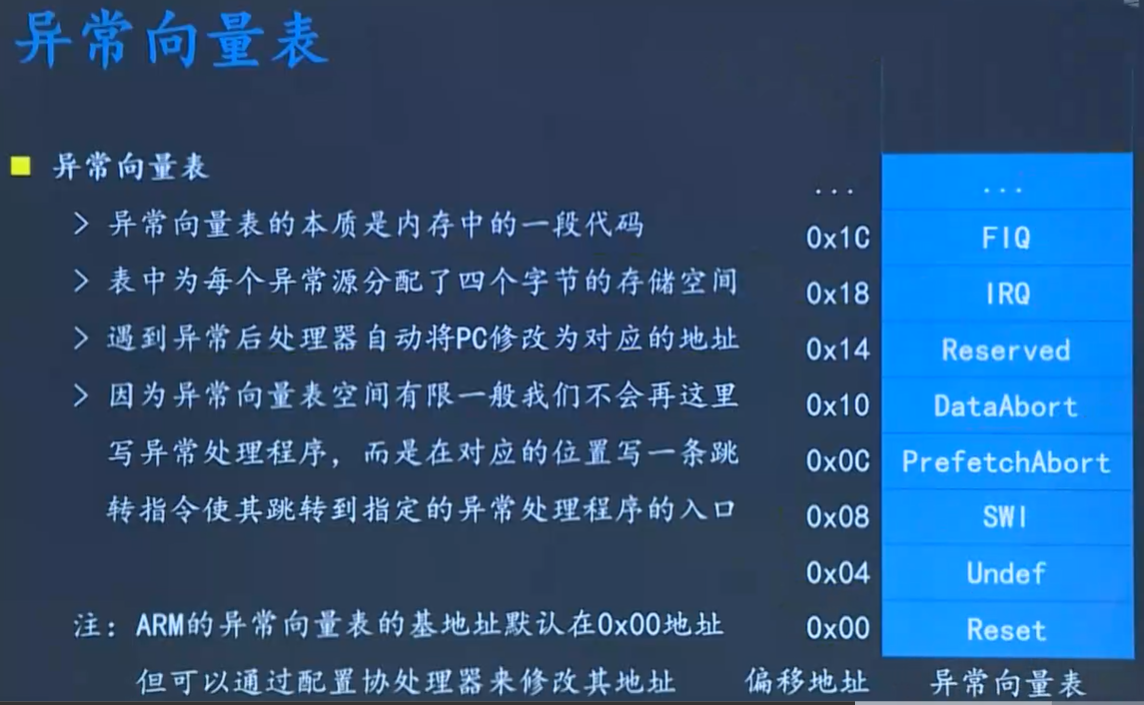 异常向量表
异常向量表
> 异常向量表的本质是内存中的一段代码
> 表中为每个异常源分配了四个字节的存储空间
> 遇到异常后处理器自动将PC修改为对应的地址
> 因为异常向量表空间有限一般我们不会再这里
写异常处理程序，而是在对应的位置写一条跳
转指令使其跳转到指定的异常处理程序的入口
注：ARM的异常向量表的基地址默认在0x00地址
但可以通过配置协处理器来修改其地址
... ...
0x1C FIQ
0x18 IRQ
0x14 Reserved
0x10 DataAbort
0x0C PrefetchAbort
0x08 SWI
0x04 Undef
0x00 Reset
偏移地址 异常向量表